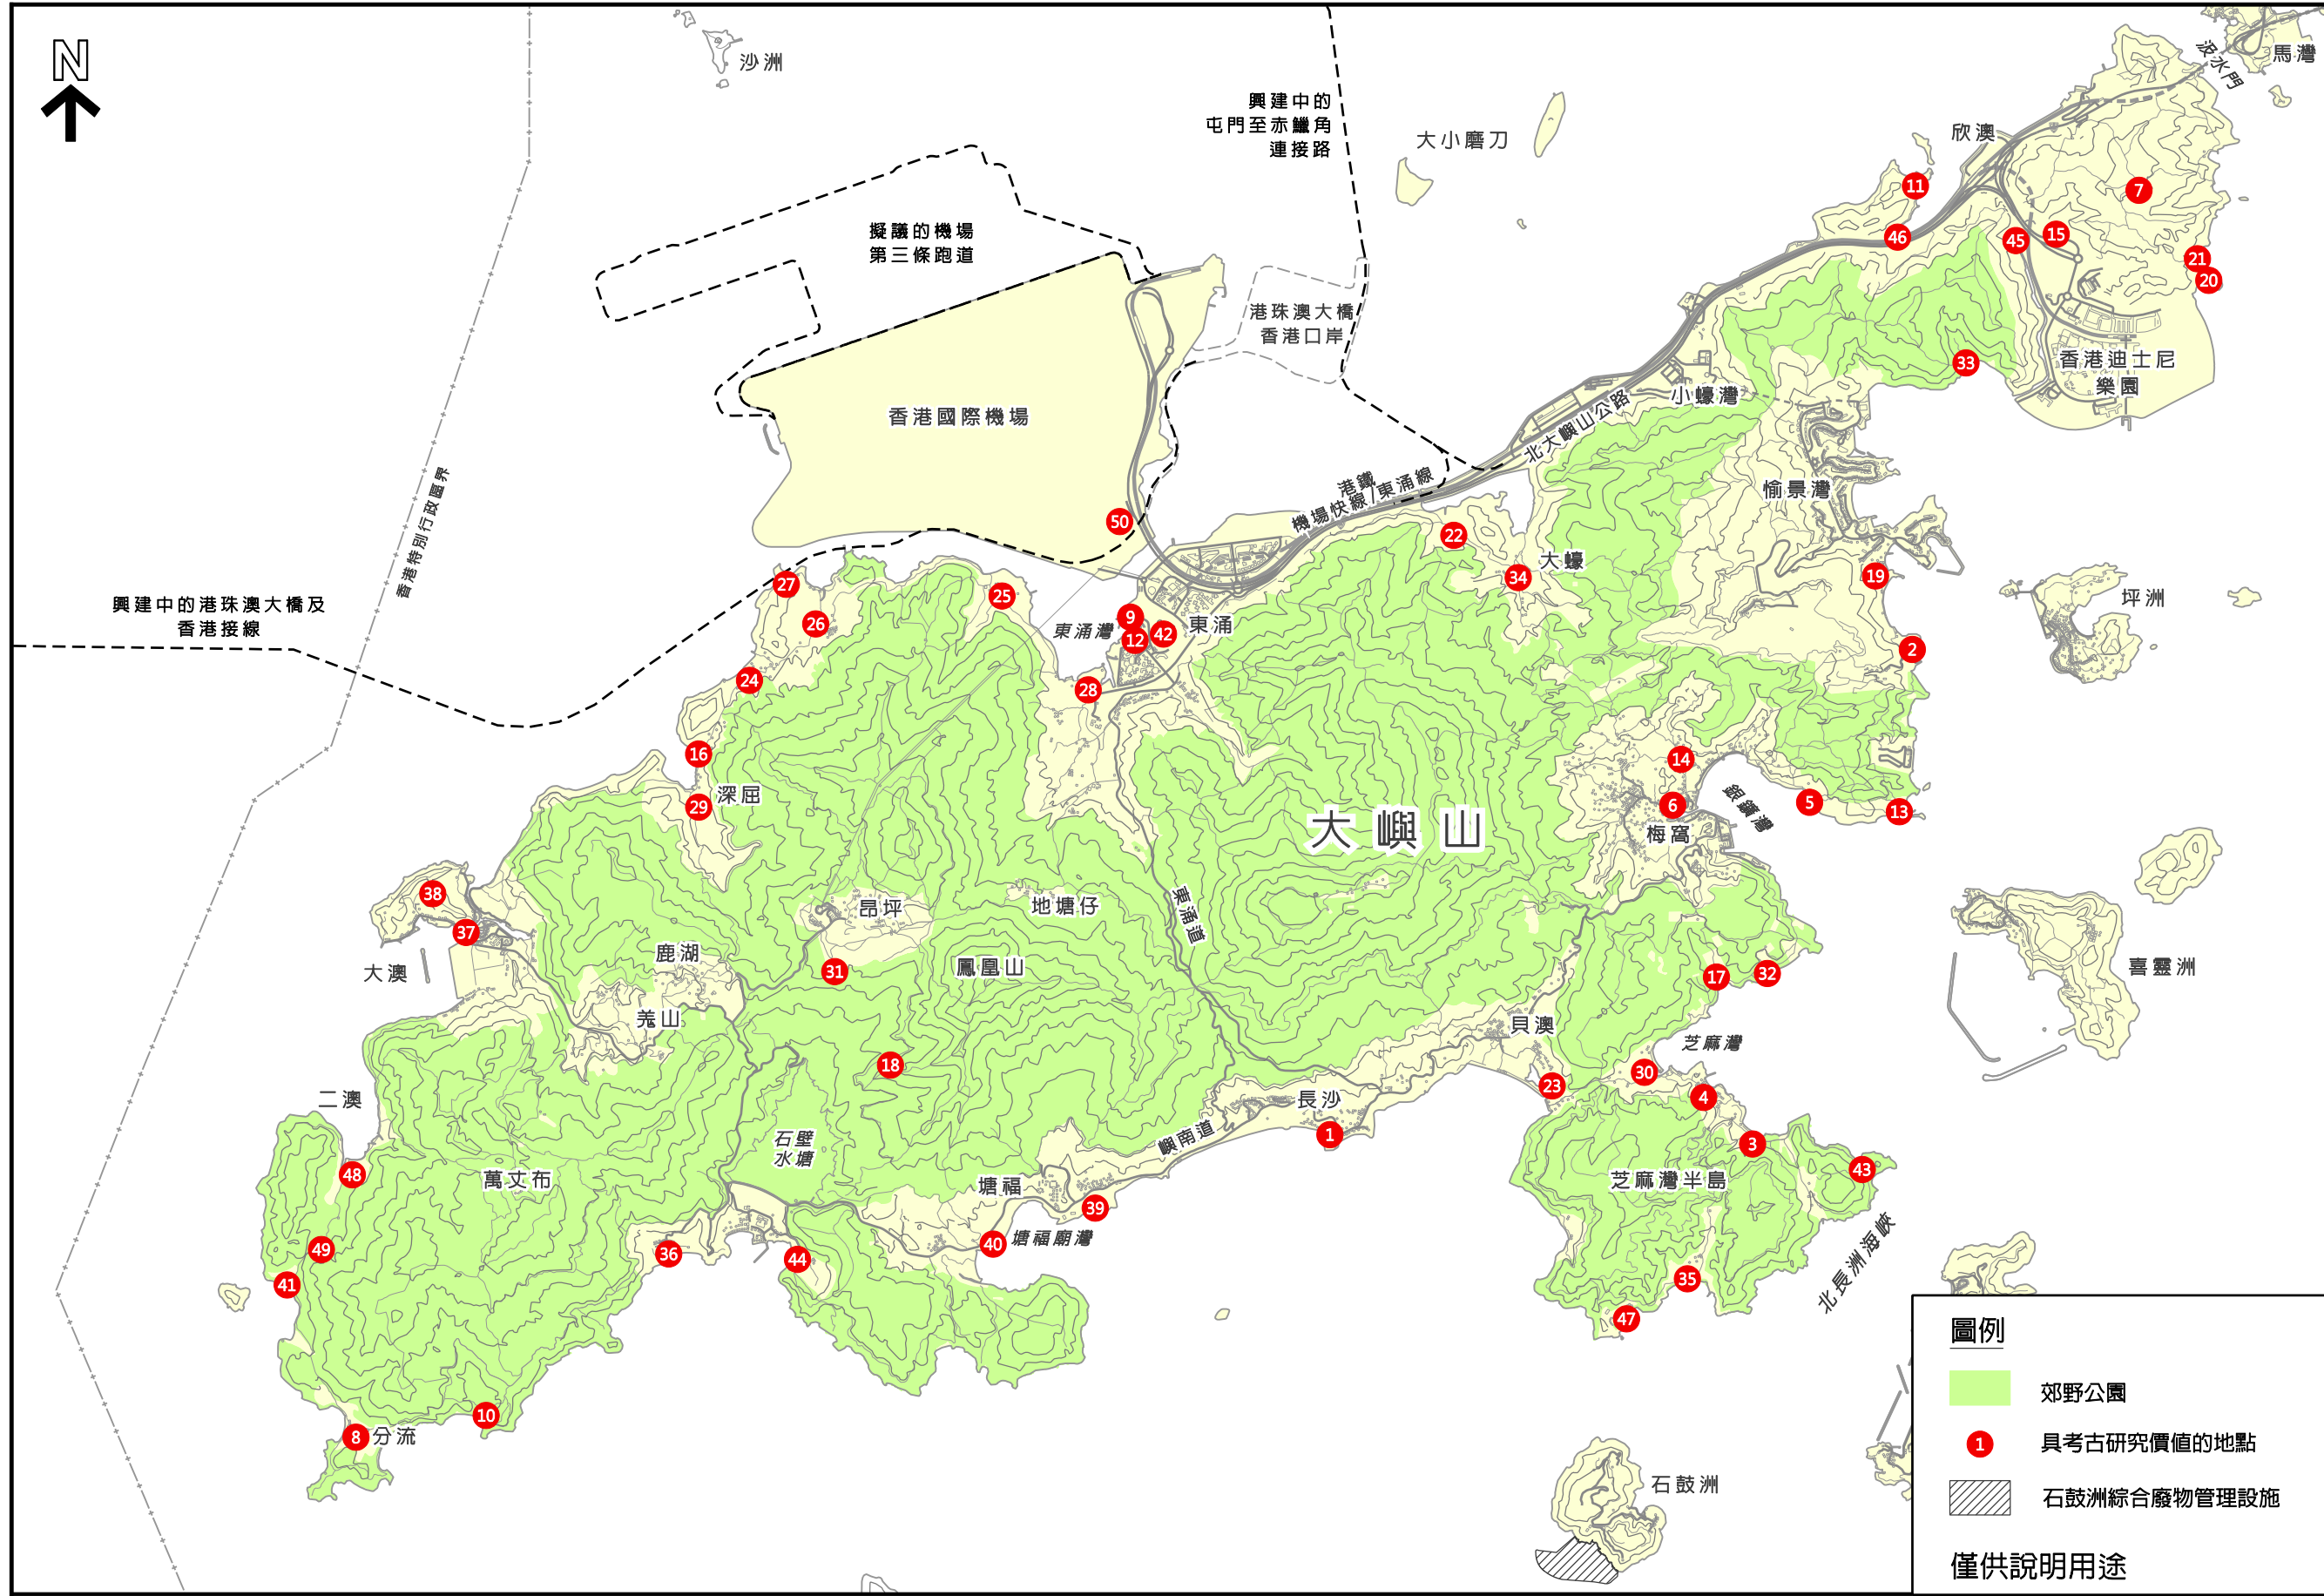 N
沙洲
馬灣
汲水門
興建中的
屯門至赤鱲角
連接路
大小磨刀
欣澳
11
7
擬議的機場
第三條跑道
46
45
15
21
20
港珠澳大橋
香港口岸
33
香港迪士尼
樂園
小蠔灣
香港國際機場
北大嶼山公路
港鐵
機場快線/東涌線
愉景灣
香港特別行政區界
50
22
大蠔
34
19
27
25
26
興建中的港珠澳大橋及
香港接線
東涌灣
9
12
42
東涌
坪洲
2
24
28
16
14
深屈
29
大嶼山
6
銀鑛灣
5
13
梅窩
38
昂坪
地塘仔
東涌道
37
大澳
鹿湖
31
鳳凰山
17
32
喜靈洲
羗山
貝澳
芝麻灣
18
30
23
二澳
長沙
4
石壁
水塘
嶼南道
1
3
48
萬丈布
塘福
芝麻灣半島
43
39
49
36
44
40
塘福廟灣
北長洲海峽
41
35
47
10
8
分流
石鼓洲
圖例
郊野公園
1
具考古研究價值的地點
石鼓洲綜合廢物管理設施
僅供說明用途